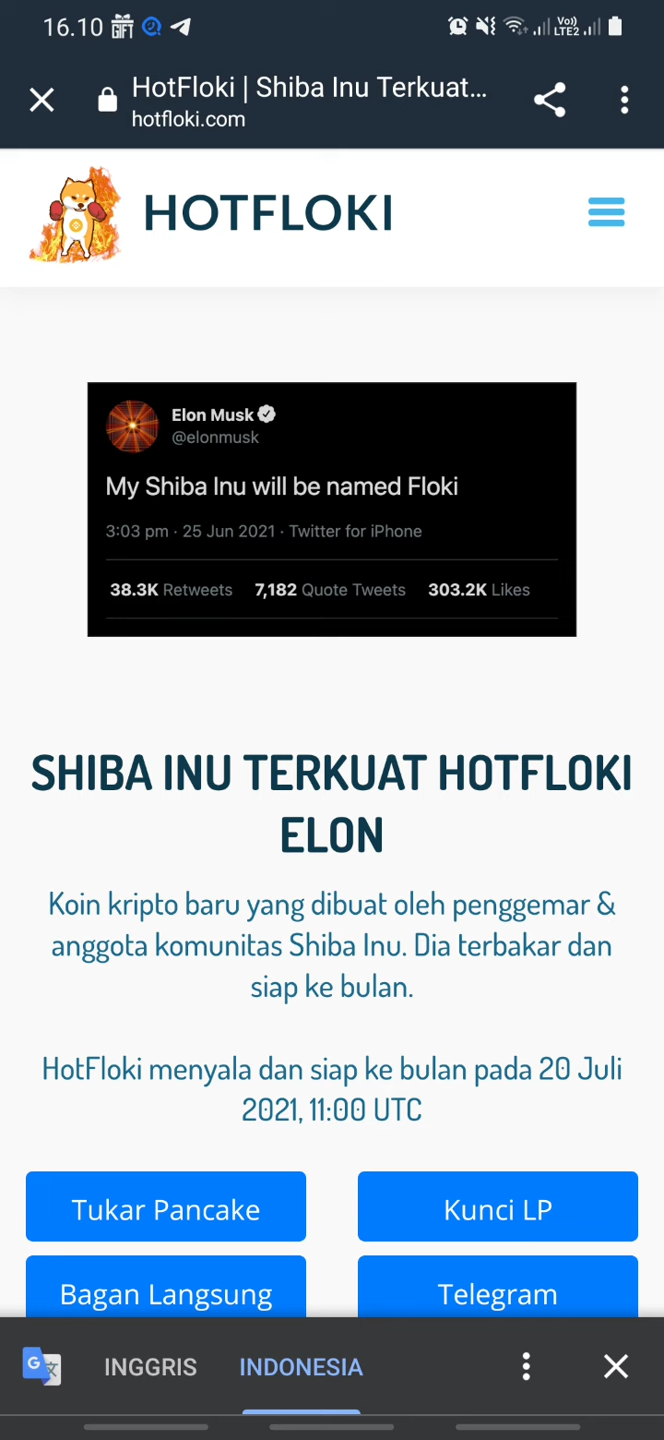 16.10 GIFT Vo) LTE2
HotFloki | Shiba Inu Terkuat...
hotfloki.com
HOTFLOKI
Elon Musk
@elonmusk
My Shiba Inu will be named Floki
3:03 pm · 25 Jun 2021 · Twitter for iPhone
38.3K Retweets 7,182 Quote Tweets 303.2K Likes
SHIBA INU TERKUAT HOTFLOKI
ELON
Koin kripto baru yang dibuat oleh penggemar &
anggota komunitas Shiba Inu. Dia terbakar dan
siap ke bulan.
HotFloki menyala dan siap ke bulan pada 20 Juli
2021, 11:00 UTC
Tukar Pancake Kunci LP
Bagan Langsung Telegram
G 文 INGGRIS INDONESIA